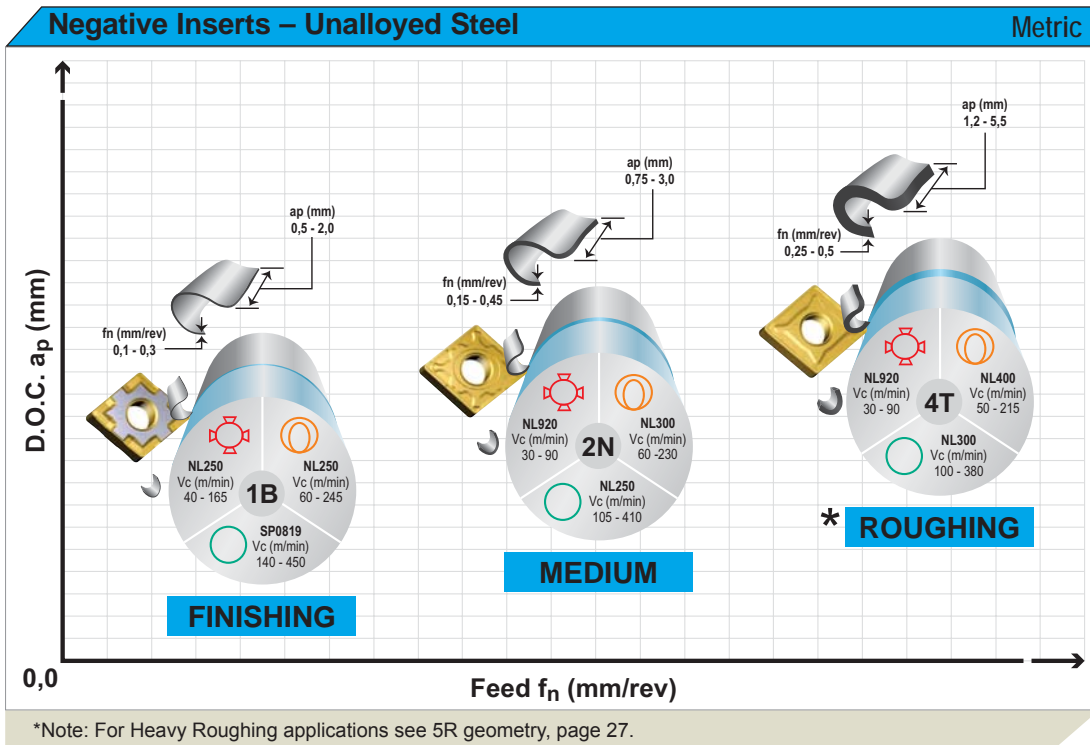 Negative Inserts – Unalloyed Steel
Metric
D.O.C. ap (mm)
ap (mm)
0,5 - 2,0
fn (mm/rev)
0,1 - 0,3
NL250
Vc (m/min)
40 - 165
NL250
Vc (m/min)
60 - 245
1B
SP0819
Vc (m/min)
140 - 450
FINISHING
ap (mm)
0,75 - 3,0
fn (mm/rev)
0,15 - 0,45
NL920
Vc (m/min)
30 - 90
NL300
Vc (m/min)
60 -230
2N
NL250
Vc (m/min)
105 - 410
MEDIUM
ap (mm)
1,2 - 5,5
fn (mm/rev)
0,25 - 0,5
NL920
Vc (m/min)
30 - 90
NL400
Vc (m/min)
50 - 215
4T
NL300
Vc (m/min)
100 - 380
* ROUGHING
0,0
Feed fn (mm/rev)
*Note: For Heavy Roughing applications see 5R geometry, page 27.